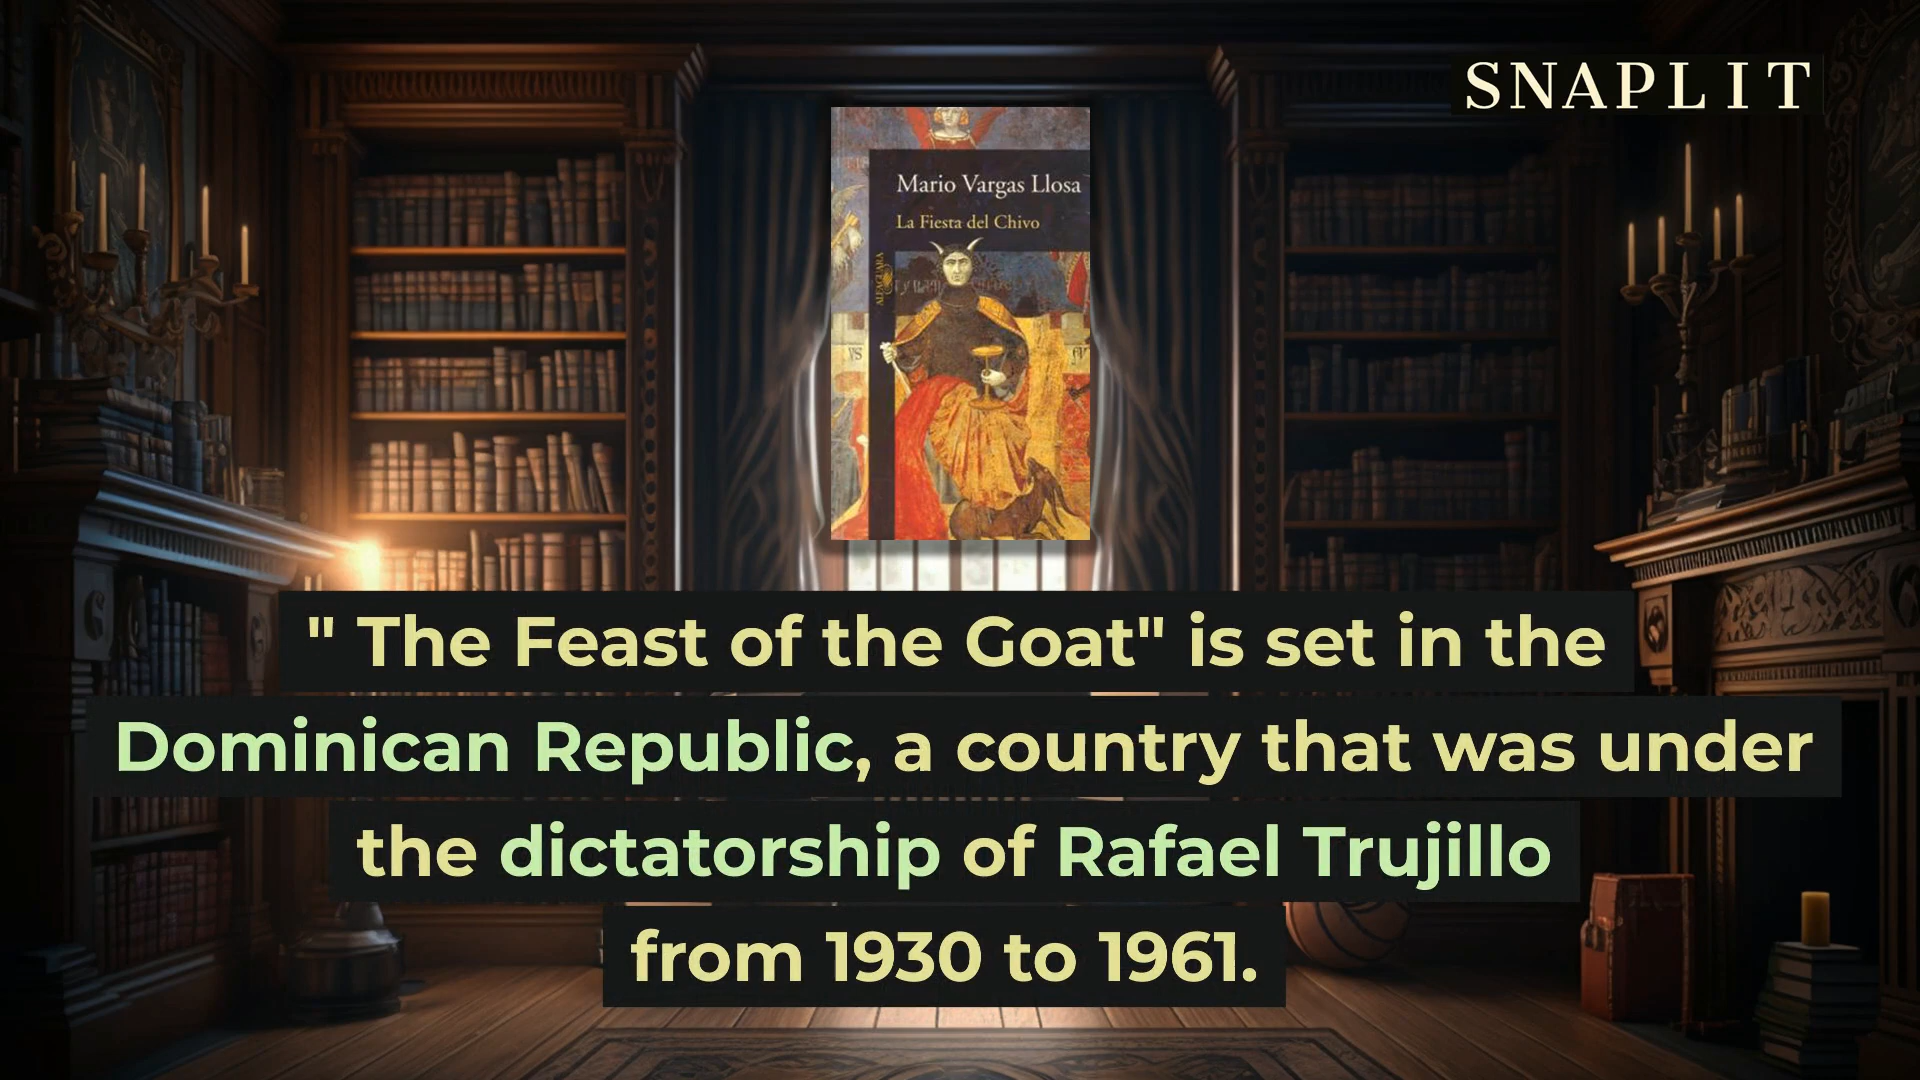 SNAPLIT
Mario Vargas Llosa
La Fiesta del Chivo
ALFAGUARA
" The Feast of the Goat" is set in the
Dominican Republic, a country that was under
the dictatorship of Rafael Trujillo
from 1930 to 1961.